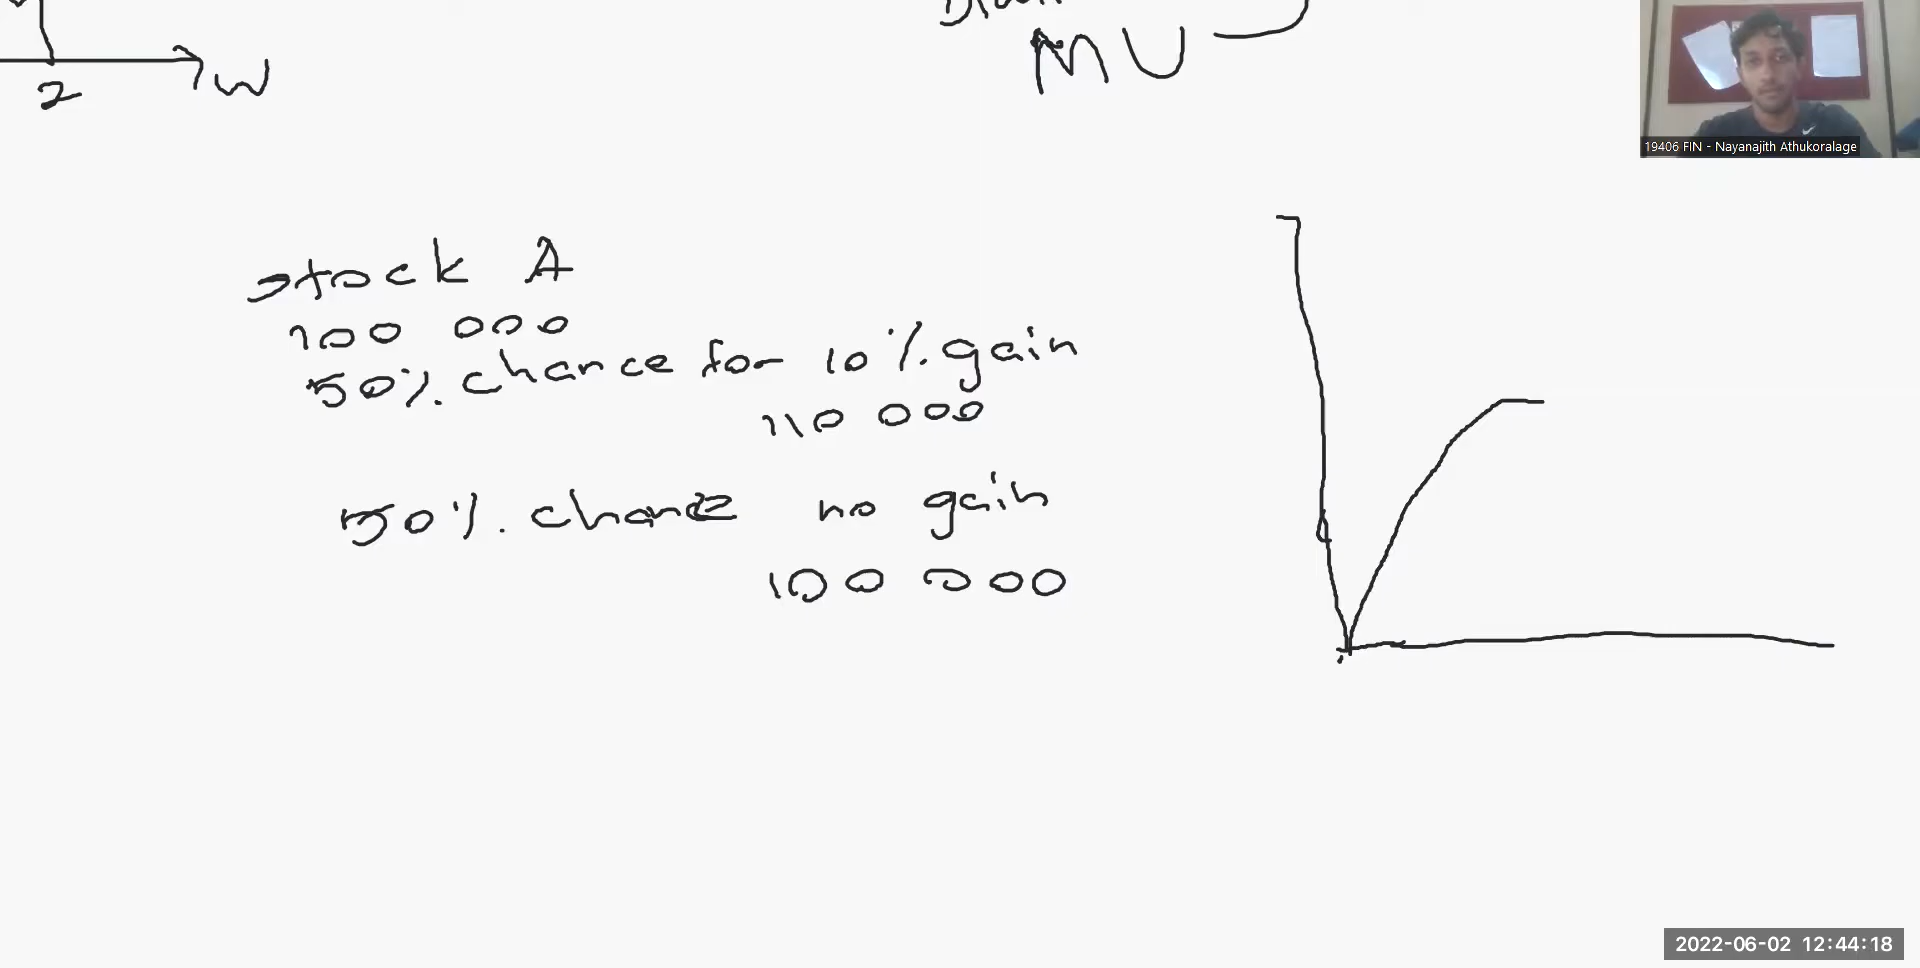 MU
W
2
19406 FIN - Nayanajith Athukoralage
stock A
100 000
50%. chance for 10%. gain
110 000
50%. chance no gain
100 000
2022-06-02 12:44:18